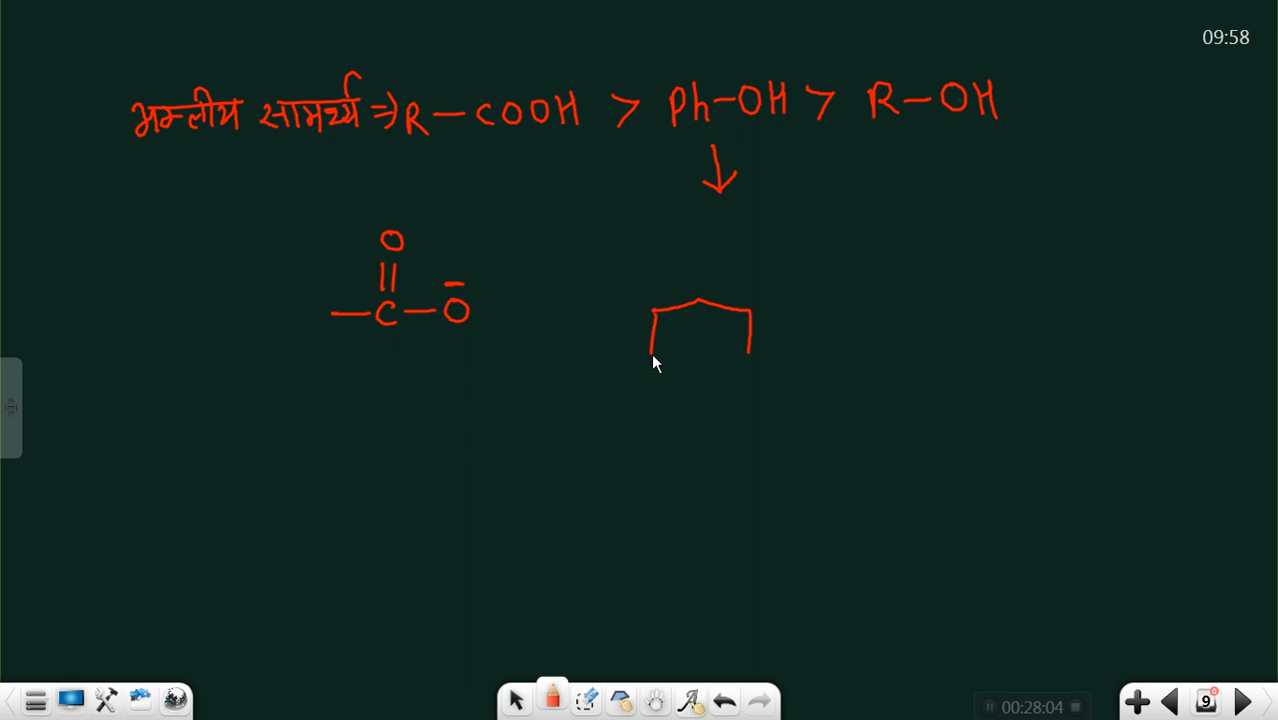 09:58
अम्लीय सामर्थ्य ⇒ R – COOH > Ph – OH > R – OH
O
– C – O⁻
9
00:28:04